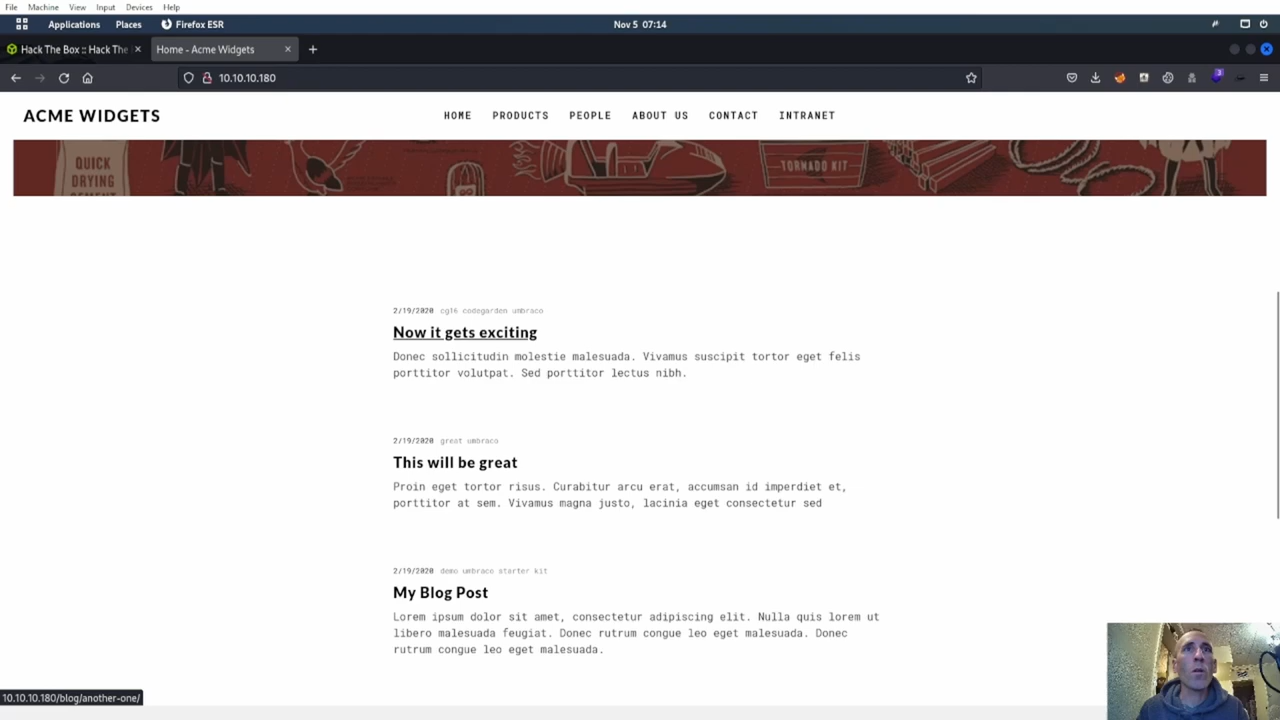 File Machine View Input Devices Help
Applications Places Firefox ESR Nov 5 07:14
Hack The Box :: Hack The Home - Acme Widgets
10.10.10.180
ACME WIDGETS HOME PRODUCTS PEOPLE ABOUT US CONTACT INTRANET
QUICK
DRYING
CEMENT
TORNADO KIT
2/19/2020 cg16 codegarden umbraco
Now it gets exciting
Donec sollicitudin molestie malesuada. Vivamus suscipit tortor eget felis
porttitor volutpat. Sed porttitor lectus nibh.
2/19/2020 great umbraco
This will be great
Proin eget tortor risus. Curabitur arcu erat, accumsan id imperdiet et,
porttitor at sem. Vivamus magna justo, lacinia eget consectetur sed
2/19/2020 demo umbraco starter kit
My Blog Post
Lorem ipsum dolor sit amet, consectetur adipiscing elit. Nulla quis lorem ut
libero malesuada feugiat. Donec rutrum congue leo eget malesuada. Donec
rutrum congue leo eget malesuada.
10.10.10.180/blog/another-one/